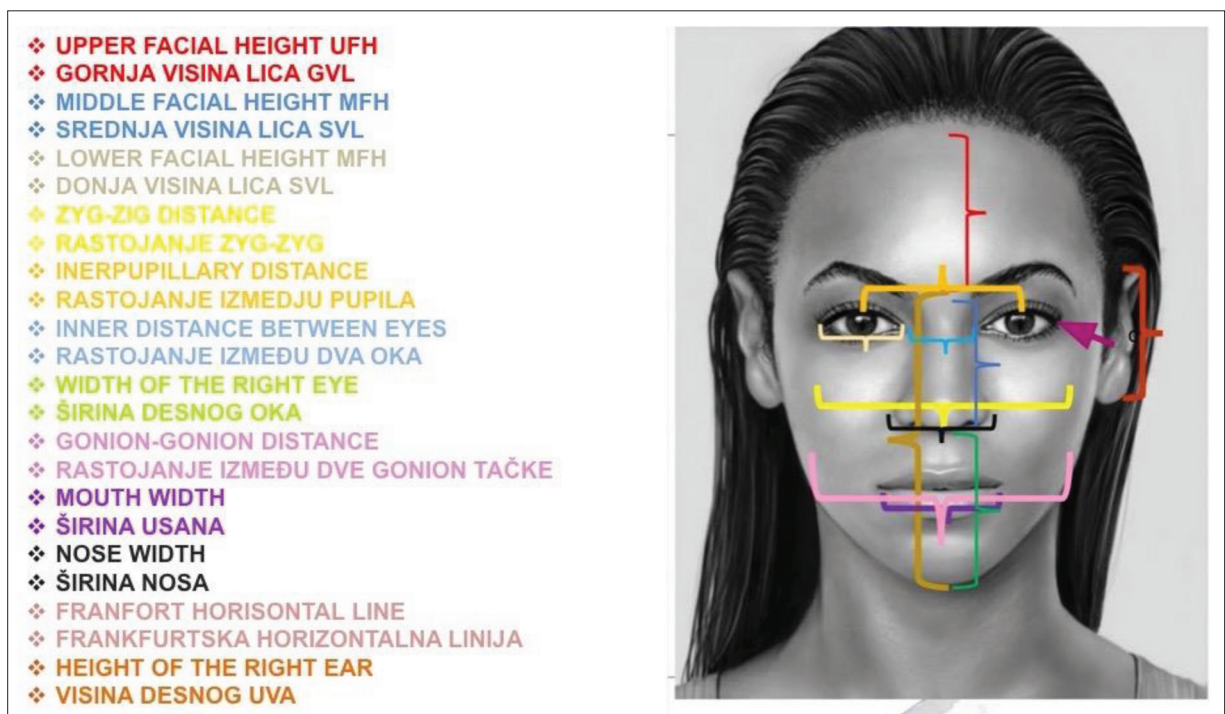 ❖ UPPER FACIAL HEIGHT UFH
❖ GORNJA VISINA LICA GVL
❖ MIDDLE FACIAL HEIGHT MFH
❖ SREDNJA VISINA LICA SVL
❖ LOWER FACIAL HEIGHT MFH
❖ DONJA VISINA LICA SVL
❖ ZYG-ZIG DISTANCE
❖ RASTOJANJE ZYG-ZYG
❖ INERPUPILLARY DISTANCE
❖ RASTOJANJE IZMEDJU PUPILA
❖ INNER DISTANCE BETWEEN EYES
❖ RASTOJANJE IZMEĐU DVA OKA
❖ WIDTH OF THE RIGHT EYE
❖ ŠIRINA DESNOG OKA
❖ GONION-GONION DISTANCE
❖ RASTOJANJE IZMEĐU DVE GONION TAČKE
❖ MOUTH WIDTH
❖ ŠIRINA USANA
❖ NOSE WIDTH
❖ ŠIRINA NOSA
❖ FRANFORT HORISONTAL LINE
❖ FRANKFURTSKA HORIZONTALNA LINIJA
❖ HEIGHT OF THE RIGHT EAR
❖ VISINA DESNOG UVA